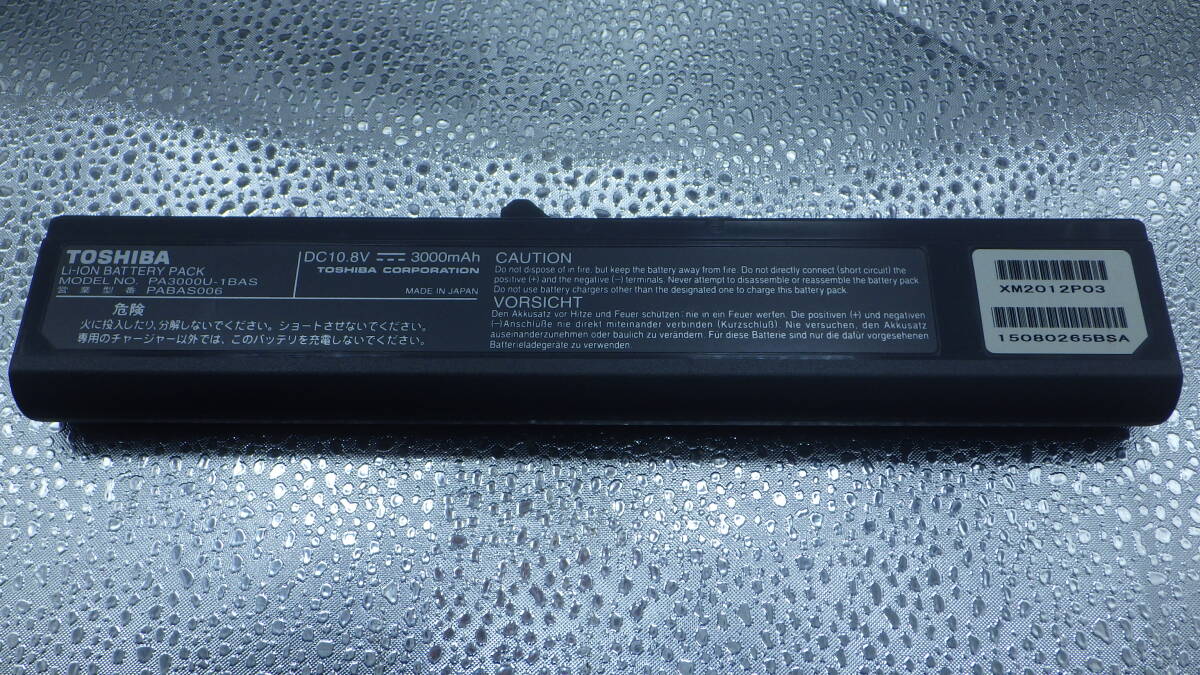 TOSHIBA
Li-ION BATTERY PACK
MODEL NO. PA3000U-1BAS
営業型番 PABAS006
DC10.8V ⎓ 3000mAh
TOSHIBA CORPORATION
MADE IN JAPAN
危険
火に投入したり,分解しないでください。ショートさせないでください。
専用のチャージャー以外では、このバッテリを充電しないでください。
CAUTION
Do not dispose of in fire, but keep the battery away from fire. Do not directly connect (short circuit) the
positive (+) and the negative (−) terminals. Never attempt to disassemble or reassemble the battery pack.
Do not use battery chargers other than the designated one to charge this battery pack.
VORSICHT
Den Akkusatz vor Hitze und Feuer schützen: nie in ein Feuer werfen. Die positiven (+) und negativen
(−)Anschlüße nie direkt miteinander verbinden (Kurzschluß). Nie versuchen, den Akkusatz
auseinanderzunehmen oder baulich zu verändern. Für diese Batterie sind nur die dafür vorgesehenen
Batterieladegeräte zu verwenden.
XM2012P03
15080265BSA